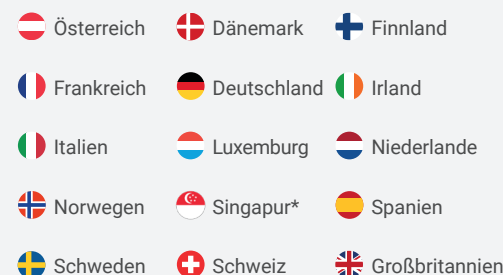 Österreich Dänemark Finnland
Frankreich Deutschland Irland
Italien Luxemburg Niederlande
Norwegen Singapur* Spanien
Schweden Schweiz Großbritannien